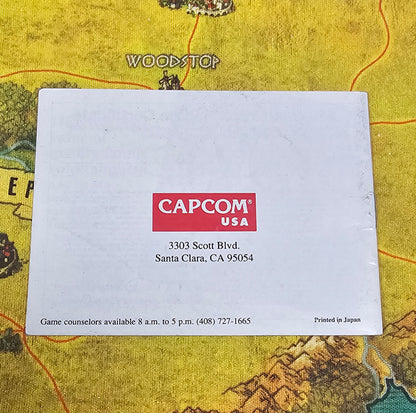 WOODSTOP
EP
CAPCOM®
USA
3303 Scott Blvd.
Santa Clara, CA 95054
Game counselors available 8 a.m. to 5 p.m. (408) 727-1665
Printed in Japan